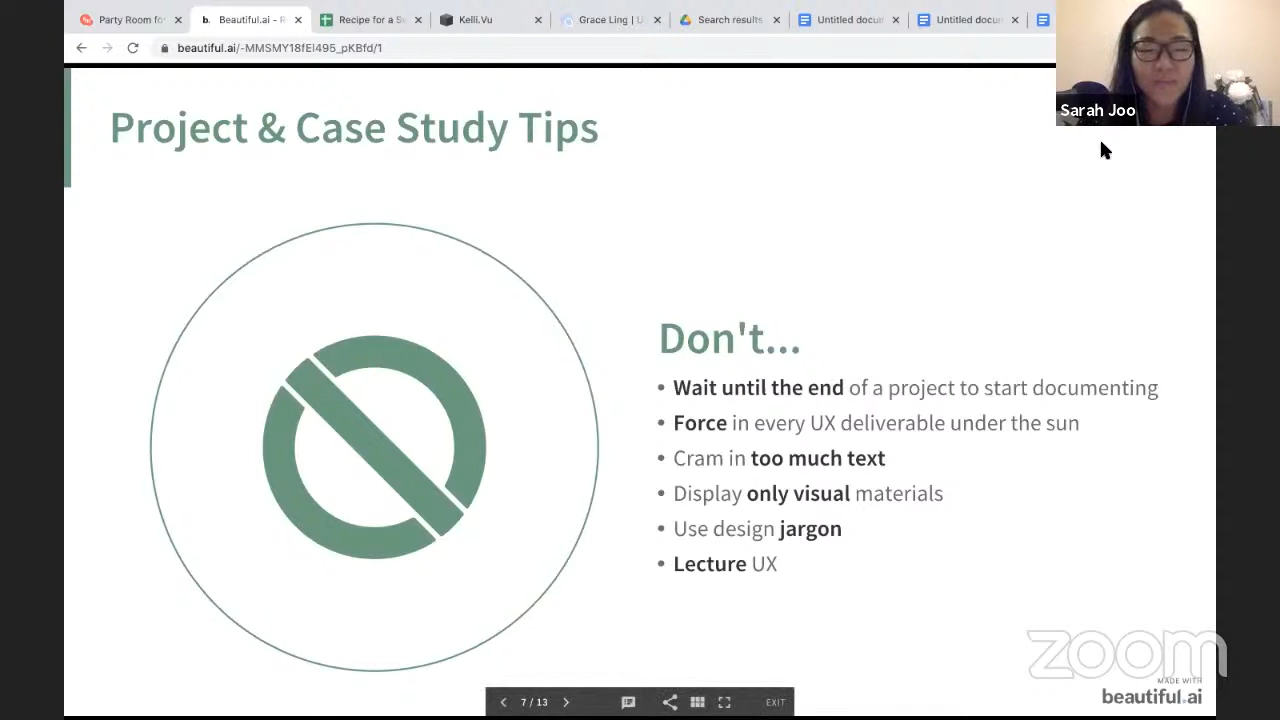 Party Room fo
Beautiful.ai - R
Recipe for a S
Kelli.Vu
Grace Ling | U
Search results
Untitled docu
Untitled docu
beautiful.ai/-MMSMY18fEI495_pKBfd/1
Sarah Joo
Project & Case Study Tips
Don't...
• Wait until the end of a project to start documenting
• Force in every UX deliverable under the sun
• Cram in too much text
• Display only visual materials
• Use design jargon
• Lecture UX
zoom
MADE WITH
beautiful.ai
7 / 13
EXIT